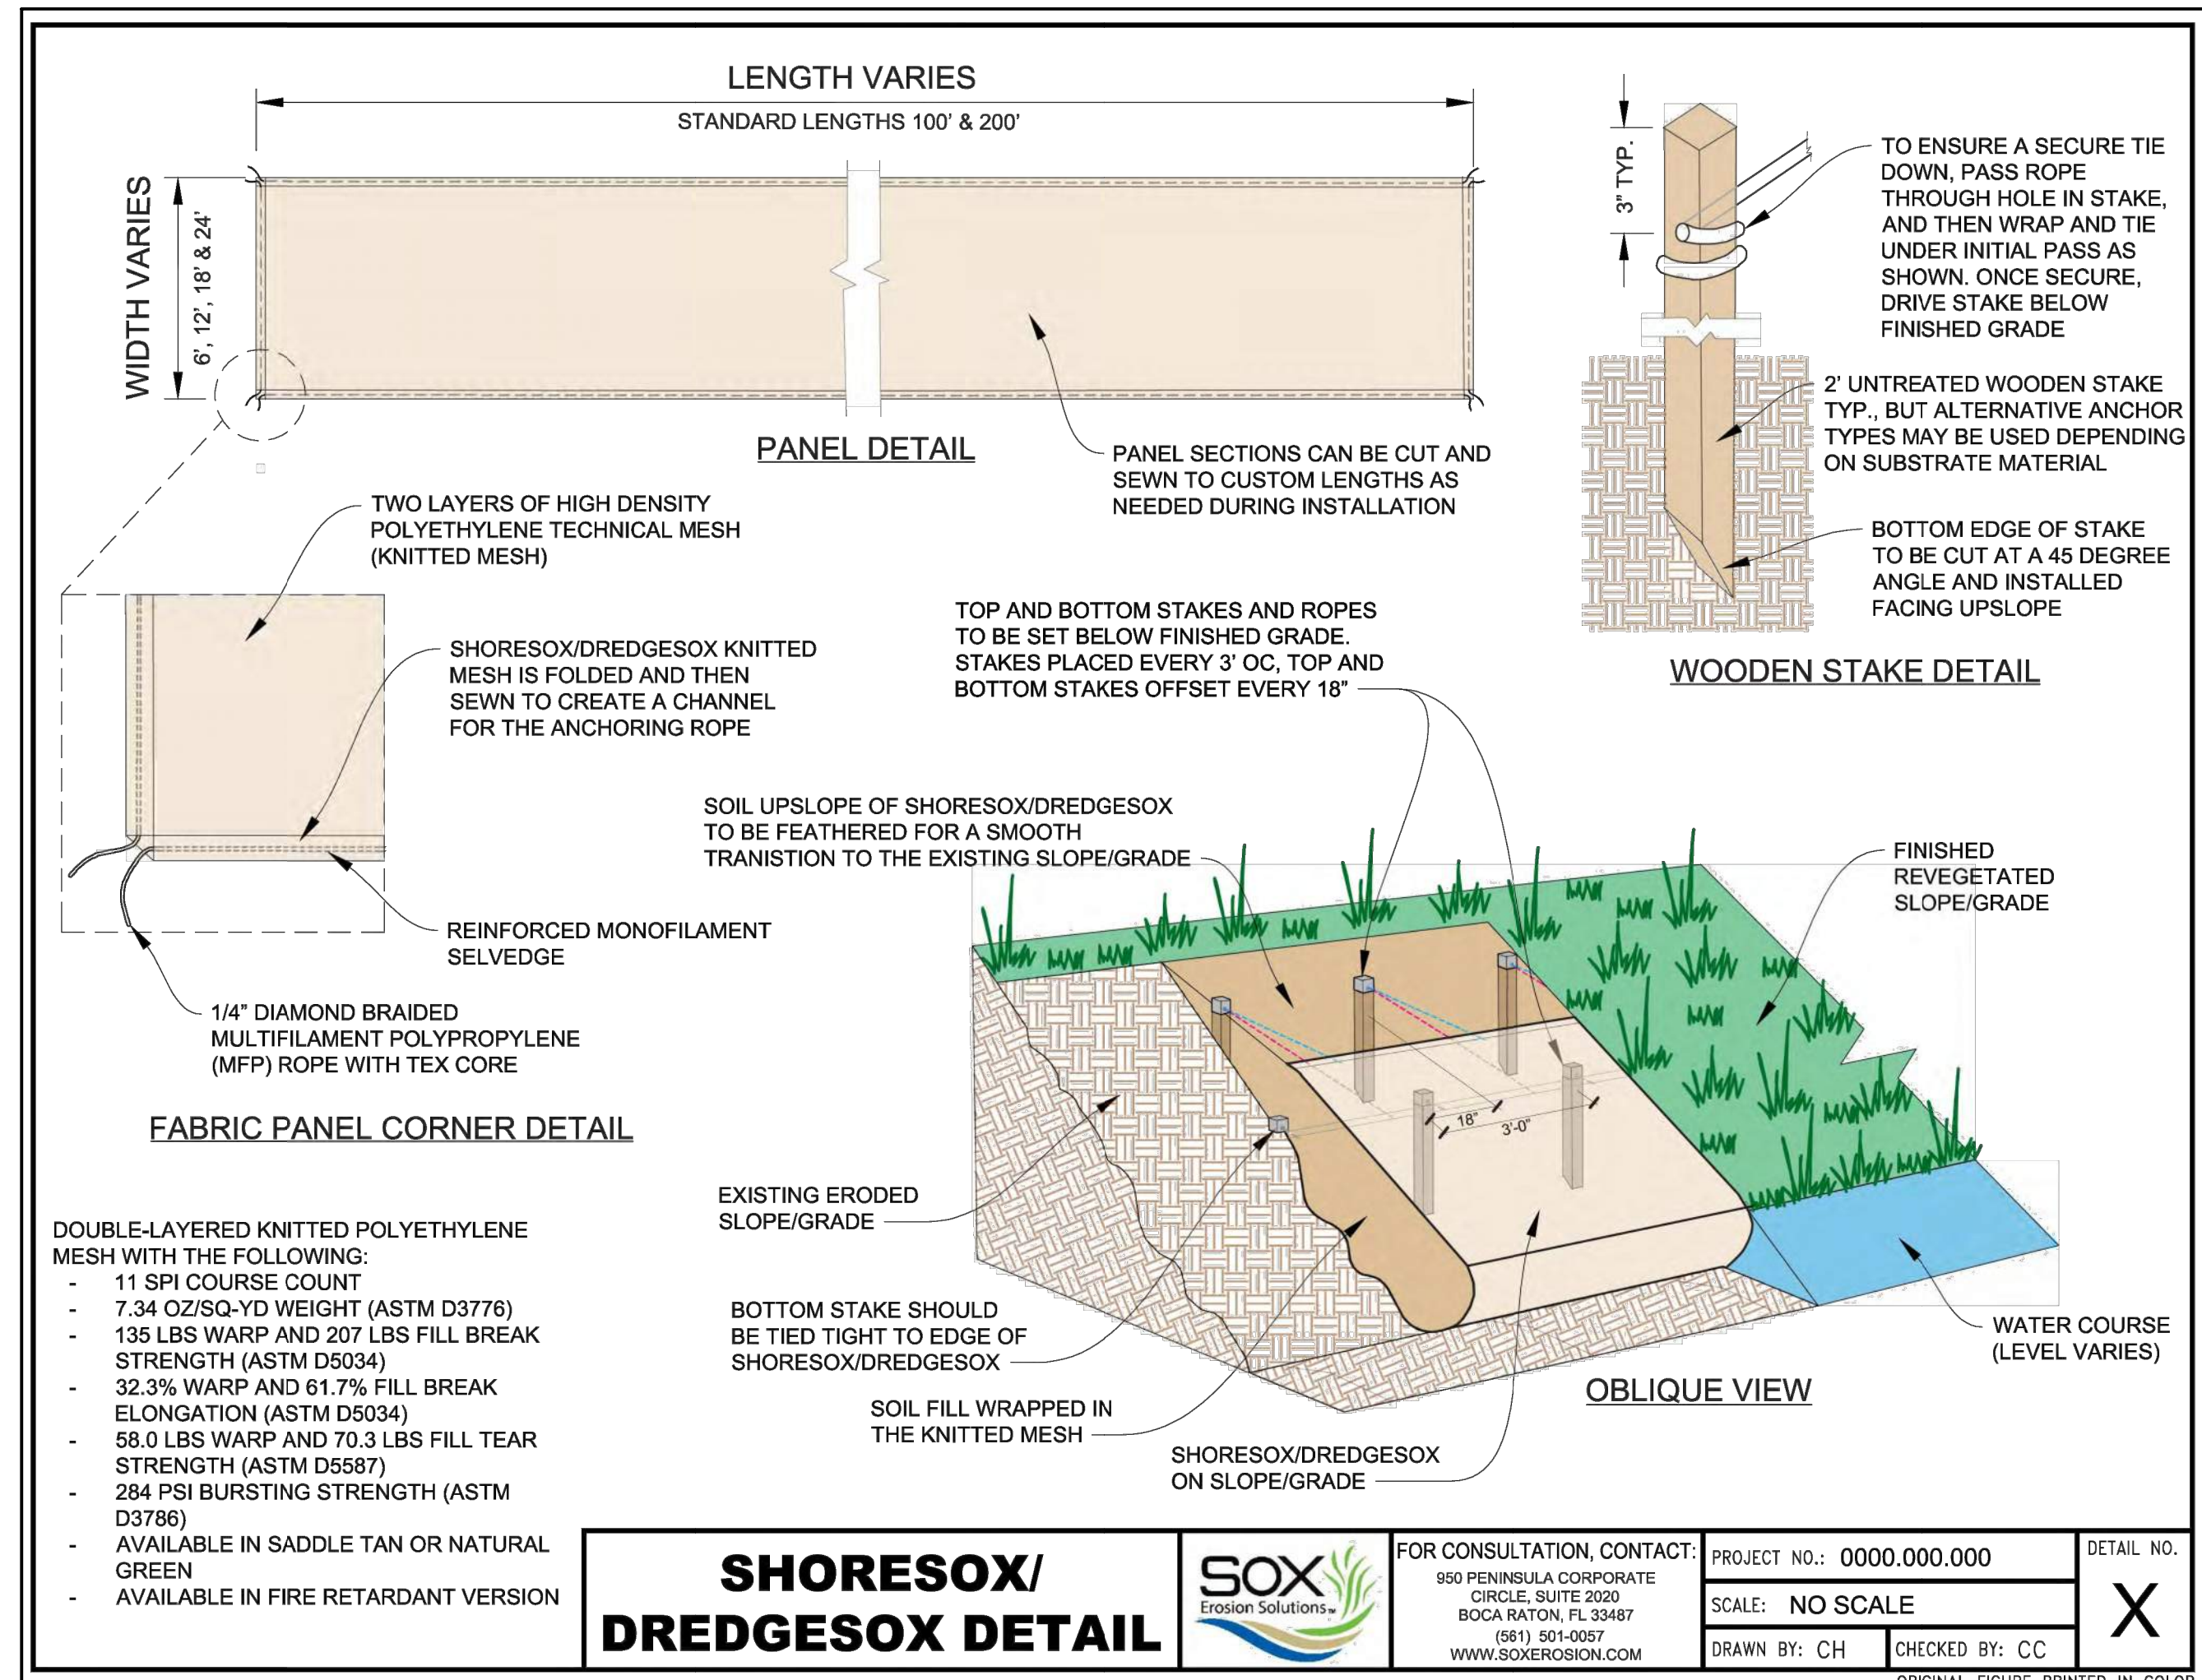 LENGTH VARIES
STANDARD LENGTHS 100' & 200'
WIDTH VARIES
6', 12', 18' & 24'
PANEL DETAIL
PANEL SECTIONS CAN BE CUT AND
SEWN TO CUSTOM LENGTHS AS
NEEDED DURING INSTALLATION
3" TYP.
TO ENSURE A SECURE TIE
DOWN, PASS ROPE
THROUGH HOLE IN STAKE,
AND THEN WRAP AND TIE
UNDER INITIAL PASS AS
SHOWN. ONCE SECURE,
DRIVE STAKE BELOW
FINISHED GRADE
2' UNTREATED WOODEN STAKE
TYP., BUT ALTERNATIVE ANCHOR
TYPES MAY BE USED DEPENDING
ON SUBSTRATE MATERIAL
BOTTOM EDGE OF STAKE
TO BE CUT AT A 45 DEGREE
ANGLE AND INSTALLED
FACING UPSLOPE
WOODEN STAKE DETAIL
TWO LAYERS OF HIGH DENSITY
POLYETHYLENE TECHNICAL MESH
(KNITTED MESH)
SHORESOX/DREDGESOX KNITTED
MESH IS FOLDED AND THEN
SEWN TO CREATE A CHANNEL
FOR THE ANCHORING ROPE
REINFORCED MONOFILAMENT
SELVEDGE
1/4" DIAMOND BRAIDED
MULTIFILAMENT POLYPROPYLENE
(MFP) ROPE WITH TEX CORE
FABRIC PANEL CORNER DETAIL
TOP AND BOTTOM STAKES AND ROPES
TO BE SET BELOW FINISHED GRADE.
STAKES PLACED EVERY 3' OC, TOP AND
BOTTOM STAKES OFFSET EVERY 18"
SOIL UPSLOPE OF SHORESOX/DREDGESOX
TO BE FEATHERED FOR A SMOOTH
TRANISTION TO THE EXISTING SLOPE/GRADE
FINISHED
REVEGETATED
SLOPE/GRADE
18"
3'-0"
EXISTING ERODED
SLOPE/GRADE
BOTTOM STAKE SHOULD
BE TIED TIGHT TO EDGE OF
SHORESOX/DREDGESOX
SOIL FILL WRAPPED IN
THE KNITTED MESH
SHORESOX/DREDGESOX
ON SLOPE/GRADE
WATER COURSE
(LEVEL VARIES)
OBLIQUE VIEW
DOUBLE-LAYERED KNITTED POLYETHYLENE
MESH WITH THE FOLLOWING:
- 11 SPI COURSE COUNT
- 7.34 OZ/SQ-YD WEIGHT (ASTM D3776)
- 135 LBS WARP AND 207 LBS FILL BREAK
STRENGTH (ASTM D5034)
- 32.3% WARP AND 61.7% FILL BREAK
ELONGATION (ASTM D5034)
- 58.0 LBS WARP AND 70.3 LBS FILL TEAR
STRENGTH (ASTM D5587)
- 284 PSI BURSTING STRENGTH (ASTM
D3786)
- AVAILABLE IN SADDLE TAN OR NATURAL
GREEN
- AVAILABLE IN FIRE RETARDANT VERSION
SHORESOX/
DREDGESOX DETAIL
SOX
Erosion Solutions™
FOR CONSULTATION, CONTACT:
950 PENINSULA CORPORATE
CIRCLE, SUITE 2020
BOCA RATON, FL 33487
(561) 501-0057
WWW.SOXEROSION.COM
PROJECT NO.: 0000.000.000
SCALE: NO SCALE
DRAWN BY: CH
CHECKED BY: CC
DETAIL NO.
X
ORIGINAL FIGURE PRINTED IN COLOR